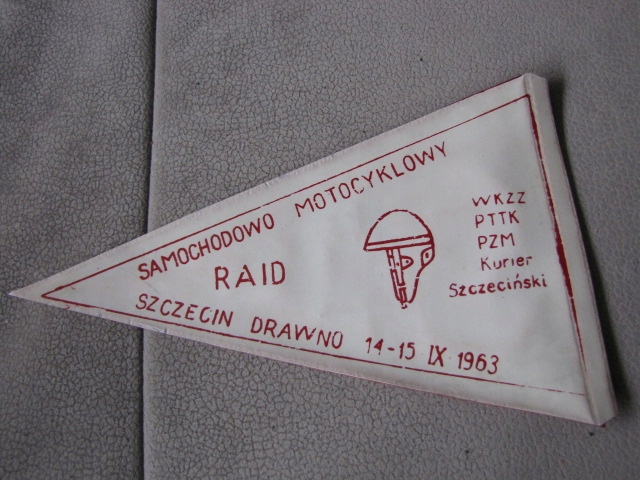 SAMOCHODOWO MOTOCYKLOWY
RAID
SZCZECIN DRAWNO 14-15 IX 1963
WKZZ
PTTK
PZM
Kurier
Szczeciński